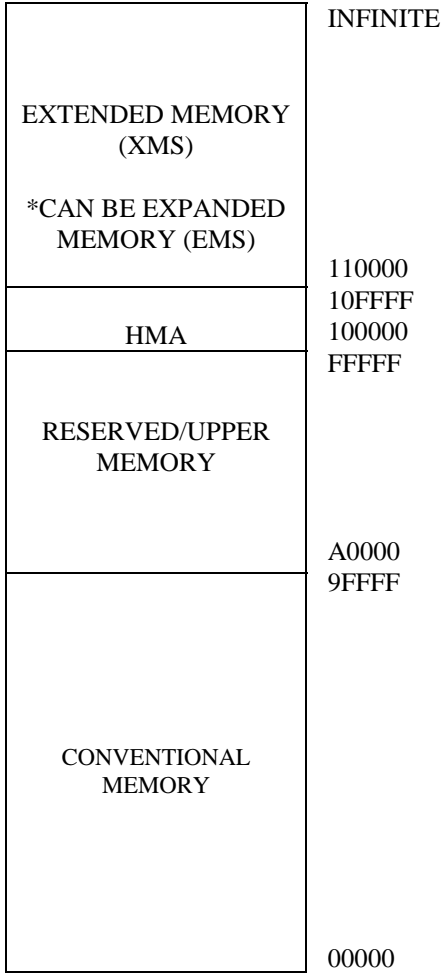 INFINITE
EXTENDED MEMORY
(XMS)
*CAN BE EXPANDED
MEMORY (EMS)
110000
10FFFF
HMA
100000
FFFFF
RESERVED/UPPER
MEMORY
A0000
9FFFF
CONVENTIONAL
MEMORY
00000